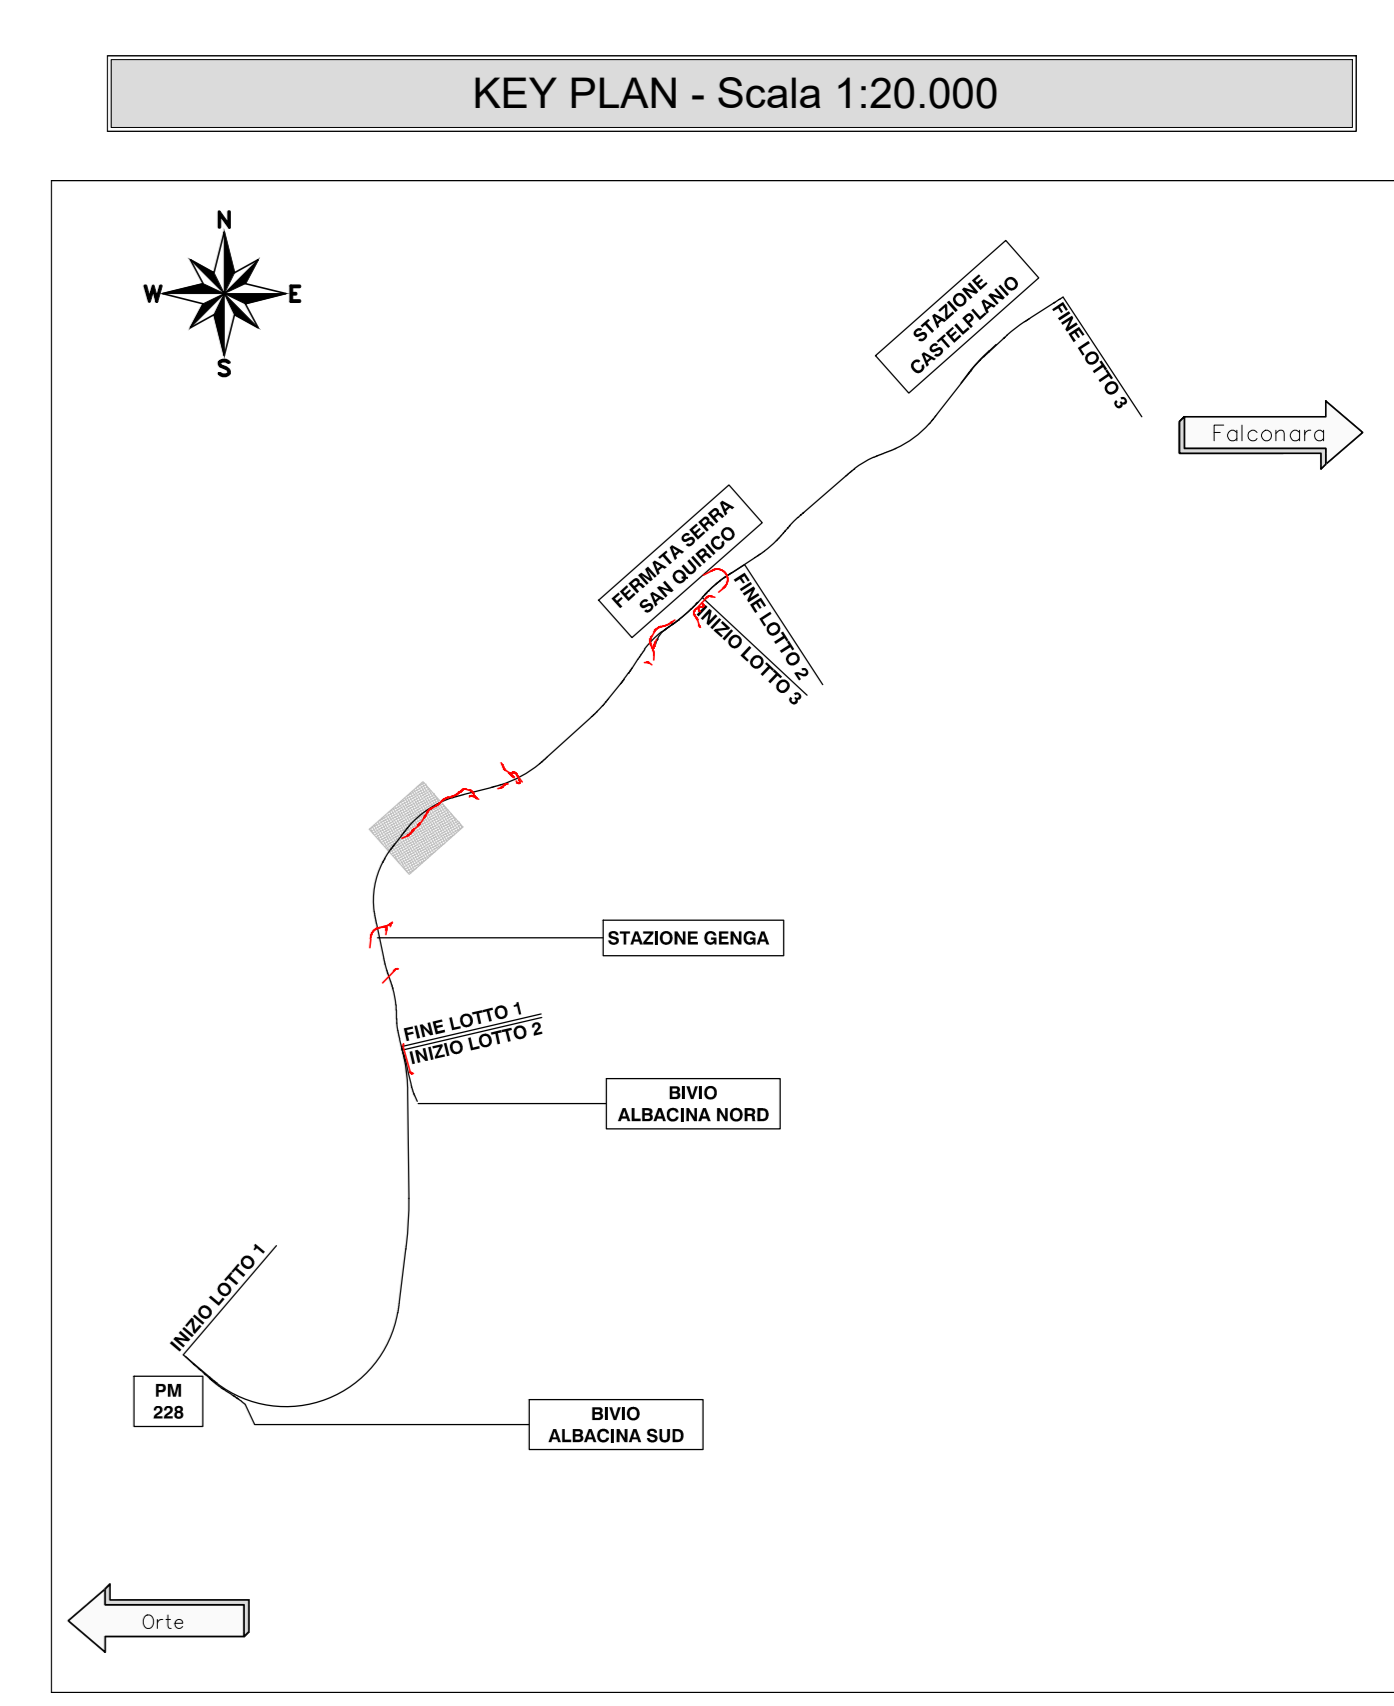 KEY PLAN - Scala 1:20.000
N
W E
S
STAZIONE
CASTELPLANIO
FINE LOTTO 3
Falconara
FERMATA SERRA
SAN QUIRICO
FINE LOTTO 2
INIZIO LOTTO 3
STAZIONE GENGA
FINE LOTTO 1
INIZIO LOTTO 2
BIVIO
ALBACINA NORD
INIZIO LOTTO 1
PM
228
BIVIO
ALBACINA SUD
Orte